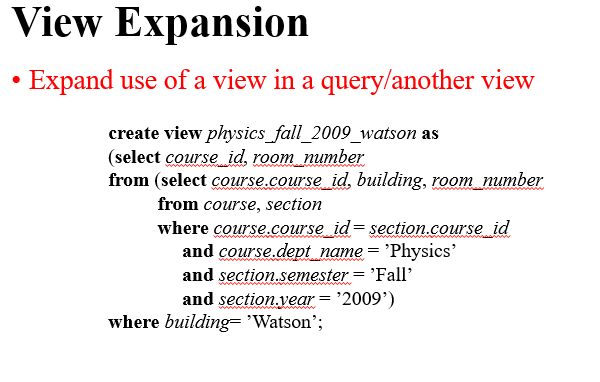 View Expansion
• Expand use of a view in a query/another view
create view physics_fall_2009_watson as
(select course_id, room_number
from (select course.course_id, building, room_number
from course, section
where course.course_id = section.course_id
and course.dept_name = ’Physics’
and section.semester = ’Fall’
and section.year = ’2009’)
where building= ’Watson’;